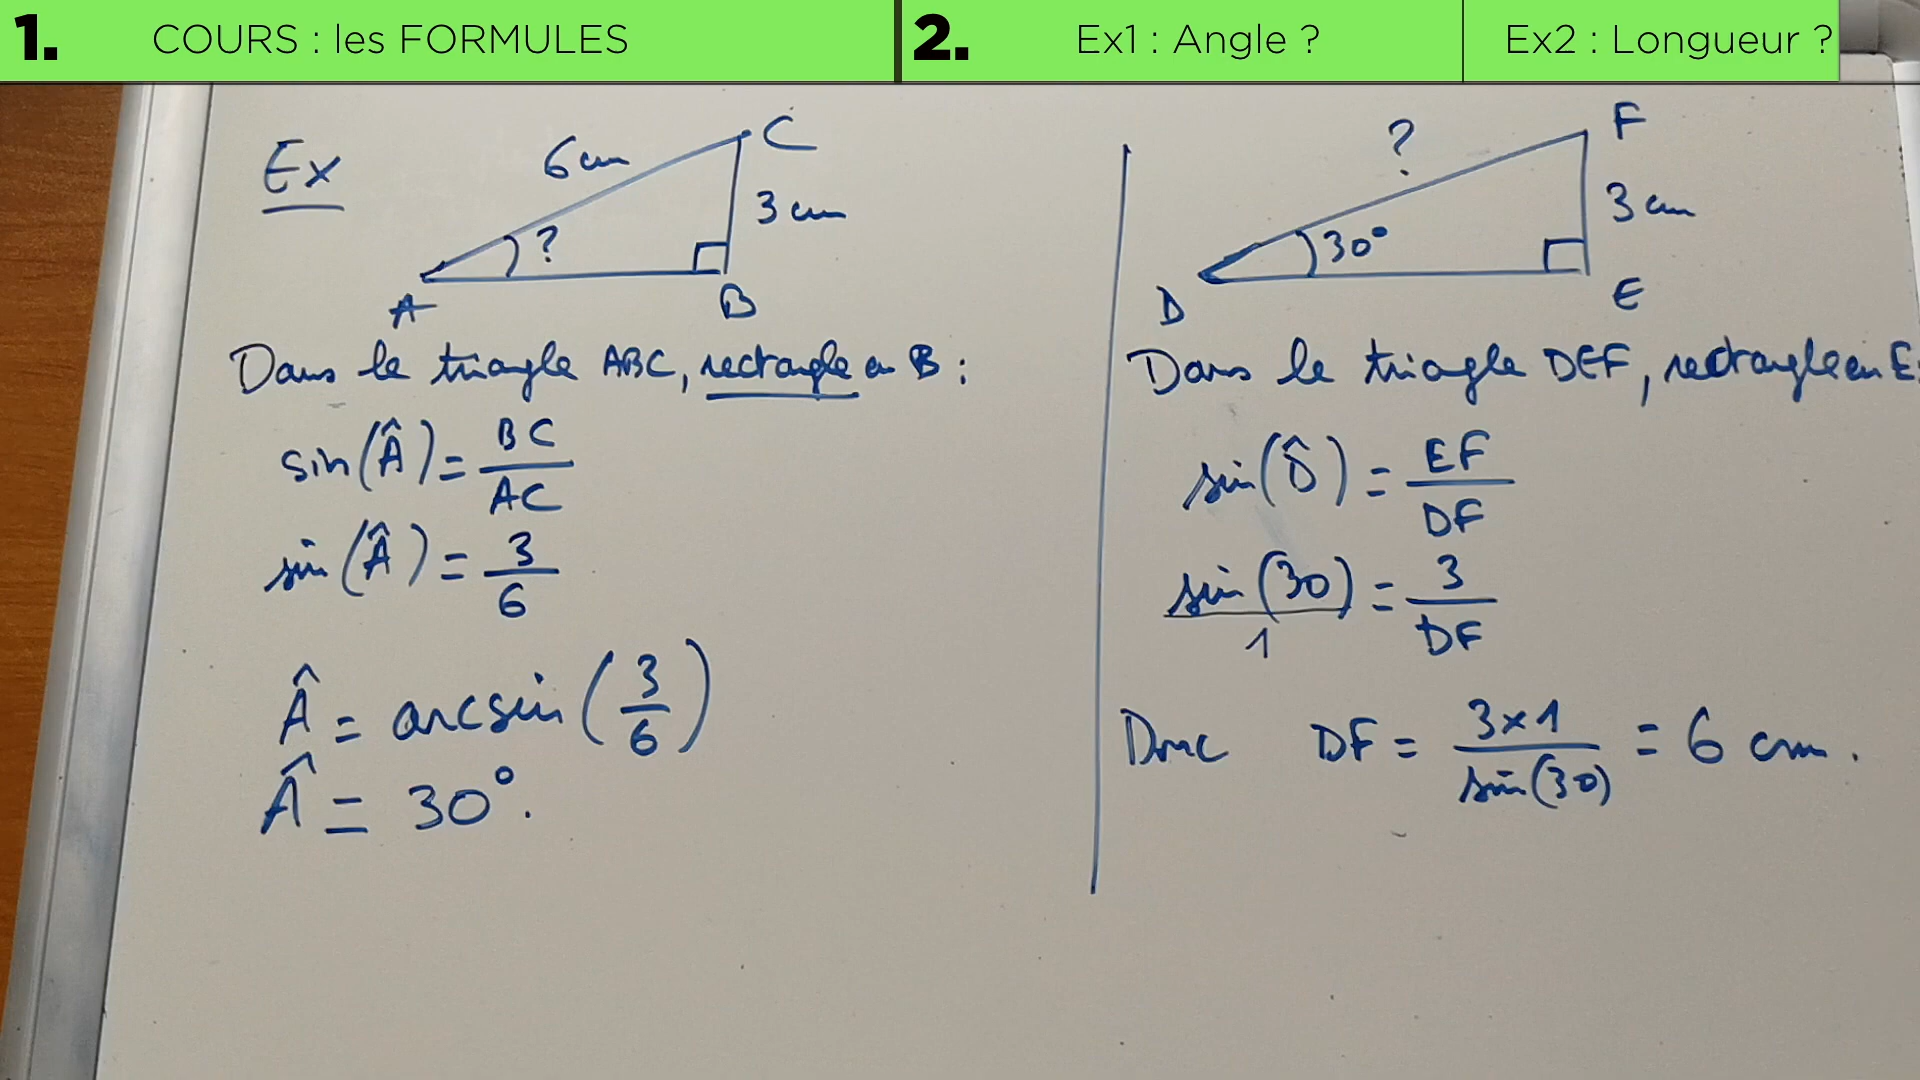 1. COURS : les FORMULES
2. Ex1 : Angle ? Ex2 : Longueur ?
Ex
6 cm
C
3 cm
?
A
B
Dans le triangle ABC, rectangle en B :
sin(Â) = BC/AC
sin(Â) = 3/6
Â = arcsin(3/6)
Â = 30°.
?
F
3 cm
30°
D
E
Dans le triangle DEF, rectangle en E:
sin(D̂) = EF/DF
sin(30)/1 = 3/DF
Donc DF = 3×1/sin(30) = 6 cm.